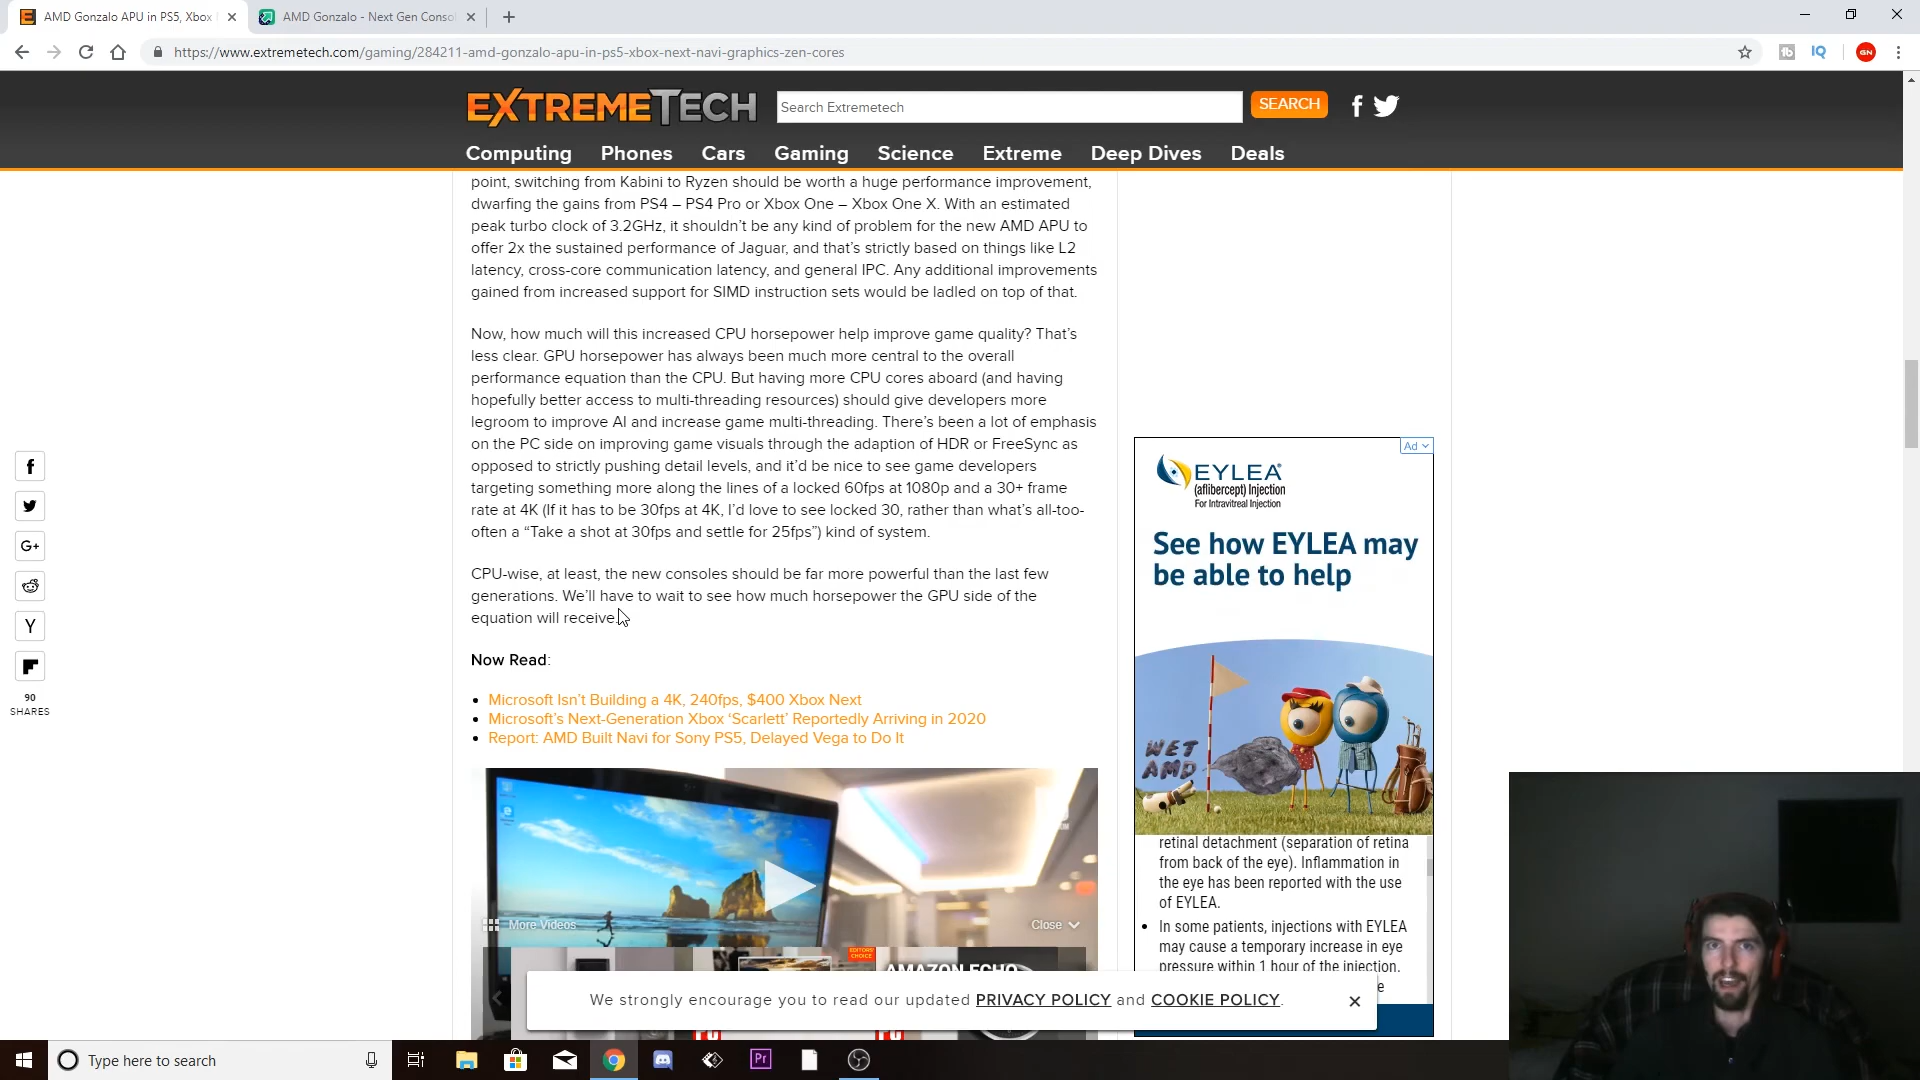 AMD Gonzalo APU in PS5, Xbox
AMD Gonzalo - Next Gen Conso
https://www.extremetech.com/gaming/284211-amd-gonzalo-apu-in-ps5-xbox-next-navi-graphics-zen-cores
tb
IQ
GN
EXTREMETECH
Search Extremetech
SEARCH
Computing Phones Cars Gaming Science Extreme Deep Dives Deals
point, switching from Kabini to Ryzen should be worth a huge performance improvement,
dwarfing the gains from PS4 – PS4 Pro or Xbox One – Xbox One X. With an estimated
peak turbo clock of 3.2GHz, it shouldn't be any kind of problem for the new AMD APU to
offer 2x the sustained performance of Jaguar, and that's strictly based on things like L2
latency, cross-core communication latency, and general IPC. Any additional improvements
gained from increased support for SIMD instruction sets would be ladled on top of that.
Now, how much will this increased CPU horsepower help improve game quality? That's
less clear. GPU horsepower has always been much more central to the overall
performance equation than the CPU. But having more CPU cores aboard (and having
hopefully better access to multi-threading resources) should give developers more
legroom to improve AI and increase game multi-threading. There's been a lot of emphasis
on the PC side on improving game visuals through the adaption of HDR or FreeSync as
opposed to strictly pushing detail levels, and it'd be nice to see game developers
targeting something more along the lines of a locked 60fps at 1080p and a 30+ frame
rate at 4K (If it has to be 30fps at 4K, I'd love to see locked 30, rather than what's all-too-
often a “Take a shot at 30fps and settle for 25fps”) kind of system.
CPU-wise, at least, the new consoles should be far more powerful than the last few
generations. We'll have to wait to see how much horsepower the GPU side of the
equation will receive.
Now Read:
Microsoft Isn't Building a 4K, 240fps, $400 Xbox Next
Microsoft's Next-Generation Xbox ‘Scarlett’ Reportedly Arriving in 2020
Report: AMD Built Navi for Sony PS5, Delayed Vega to Do It
G+
Y
90
SHARES
More Videos
Close
EDITORS' CHOICE
AMAZON ECHO
Ad
EYLEA
(aflibercept) Injection
For Intravitreal Injection
See how EYLEA may
be able to help
WET
AMD
retinal detachment (separation of retina
from back of the eye). Inflammation in
the eye has been reported with the use
of EYLEA.
• In some patients, injections with EYLEA
may cause a temporary increase in eye
pressure within 1 hour of the injection.
We strongly encourage you to read our updated PRIVACY POLICY and COOKIE POLICY.
Type here to search
Pr